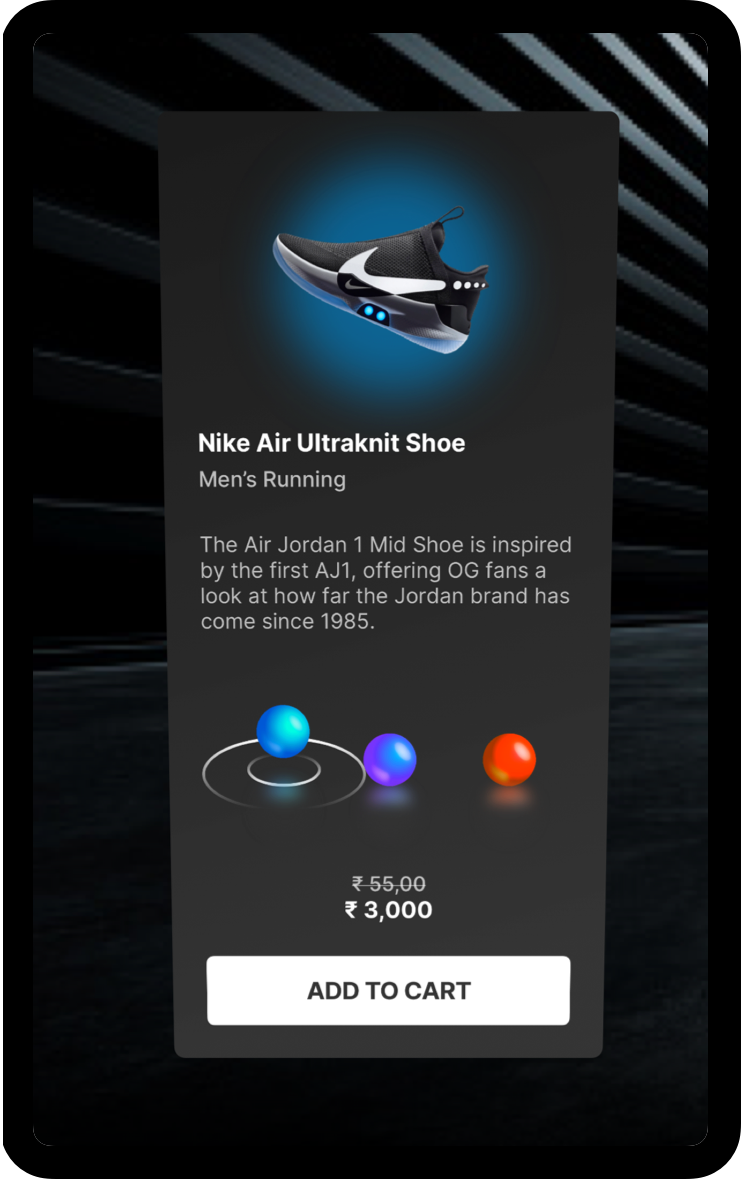 Nike Air Ultraknit Shoe
Men’s Running
The Air Jordan 1 Mid Shoe is inspired
by the first AJ1, offering OG fans a
look at how far the Jordan brand has
come since 1985.
₹ 55,00
₹ 3,000
ADD TO CART